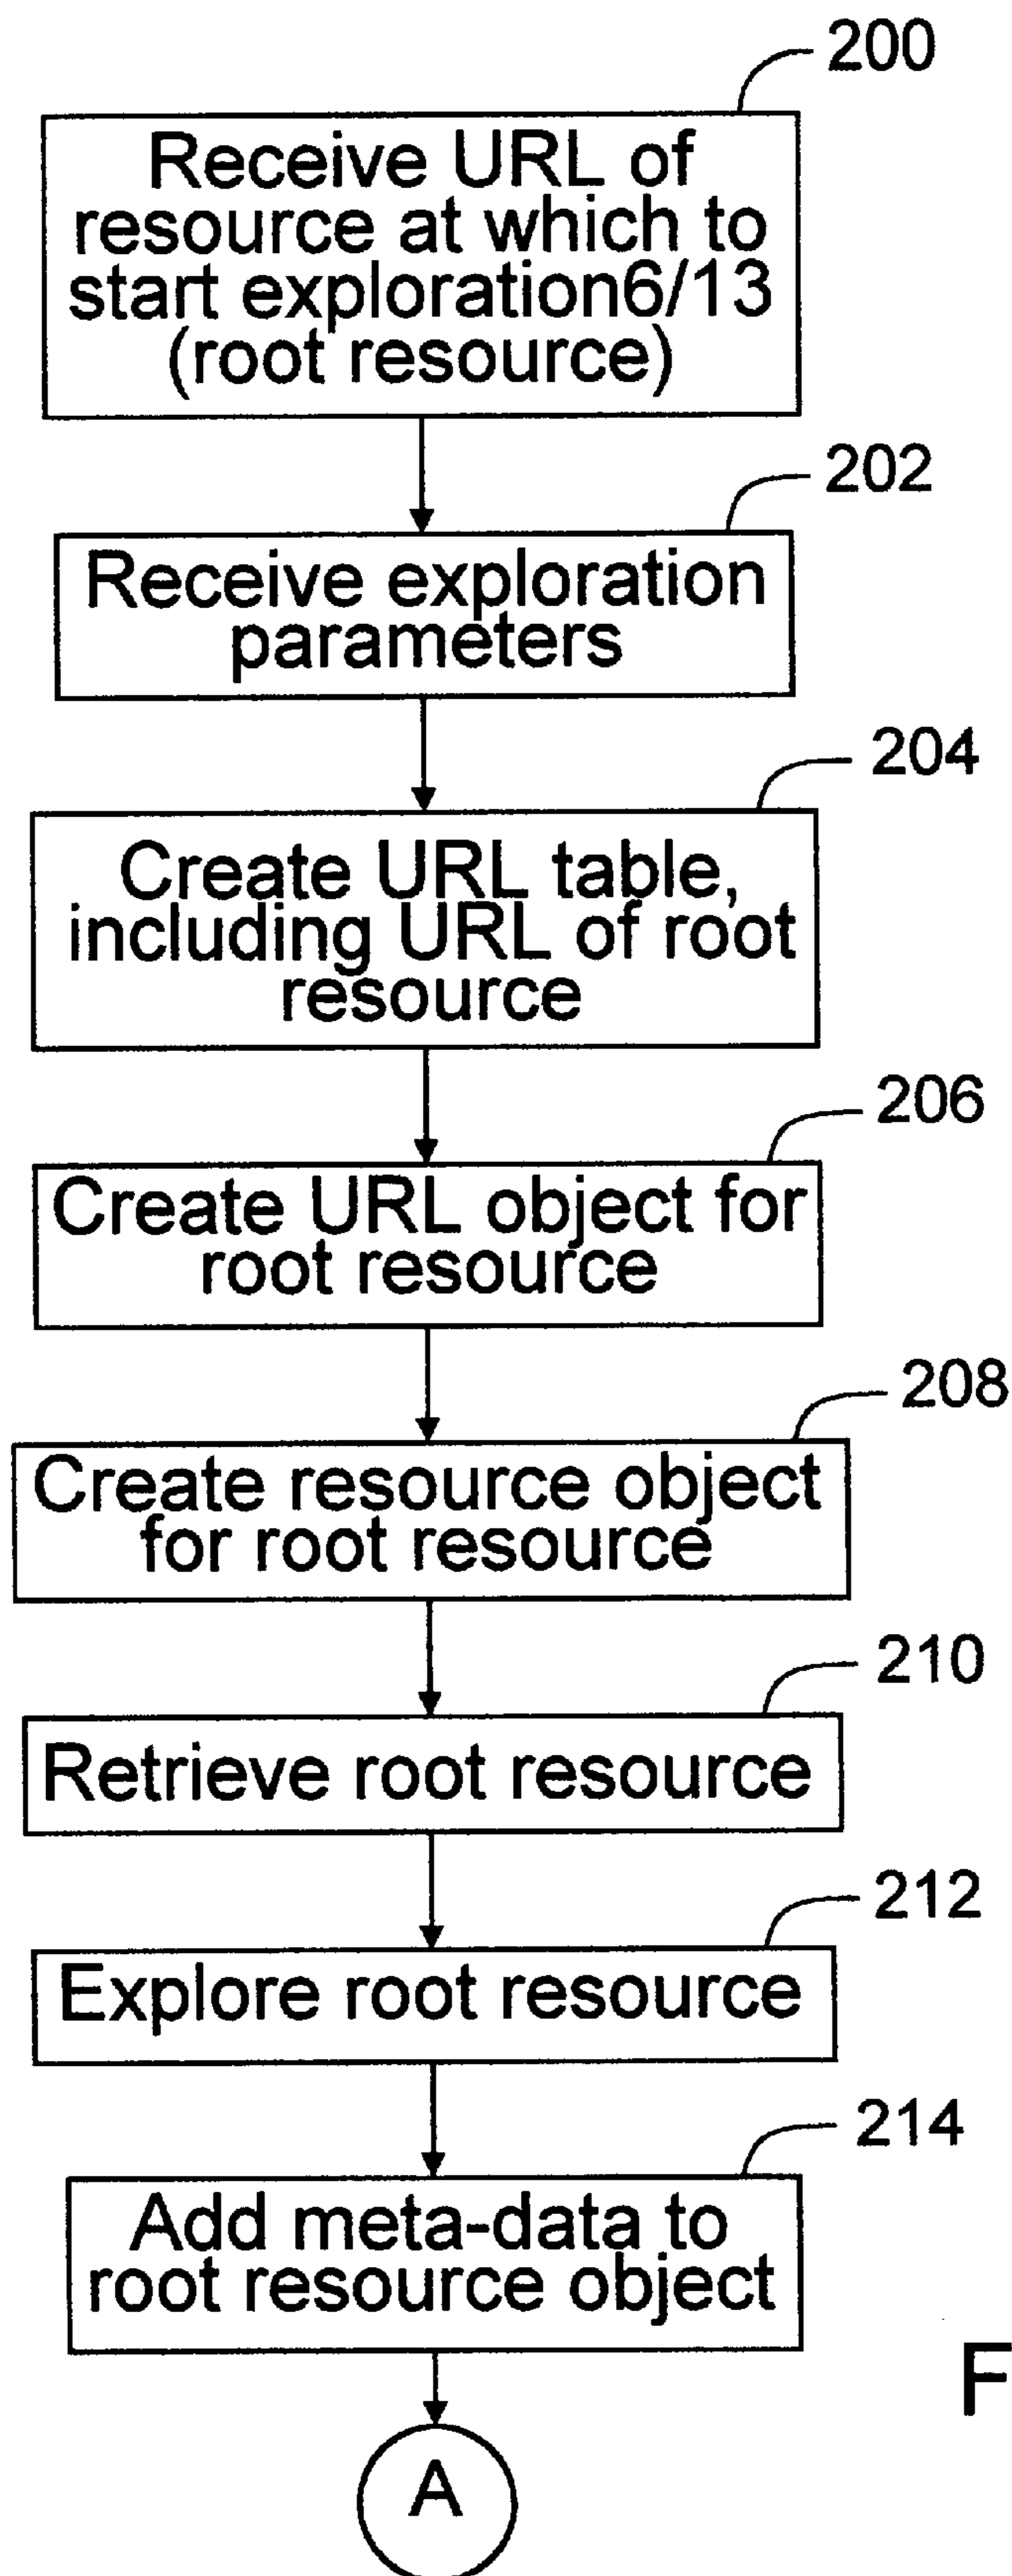 200
Receive URL of
resource at which to
start exploration6/13
(root resource)
202
Receive exploration
parameters
204
Create URL table,
including URL of root
resource
206
Create URL object for
root resource
208
Create resource object
for root resource
210
Retrieve root resource
212
Explore root resource
214
Add meta-data to
root resource object
F
A